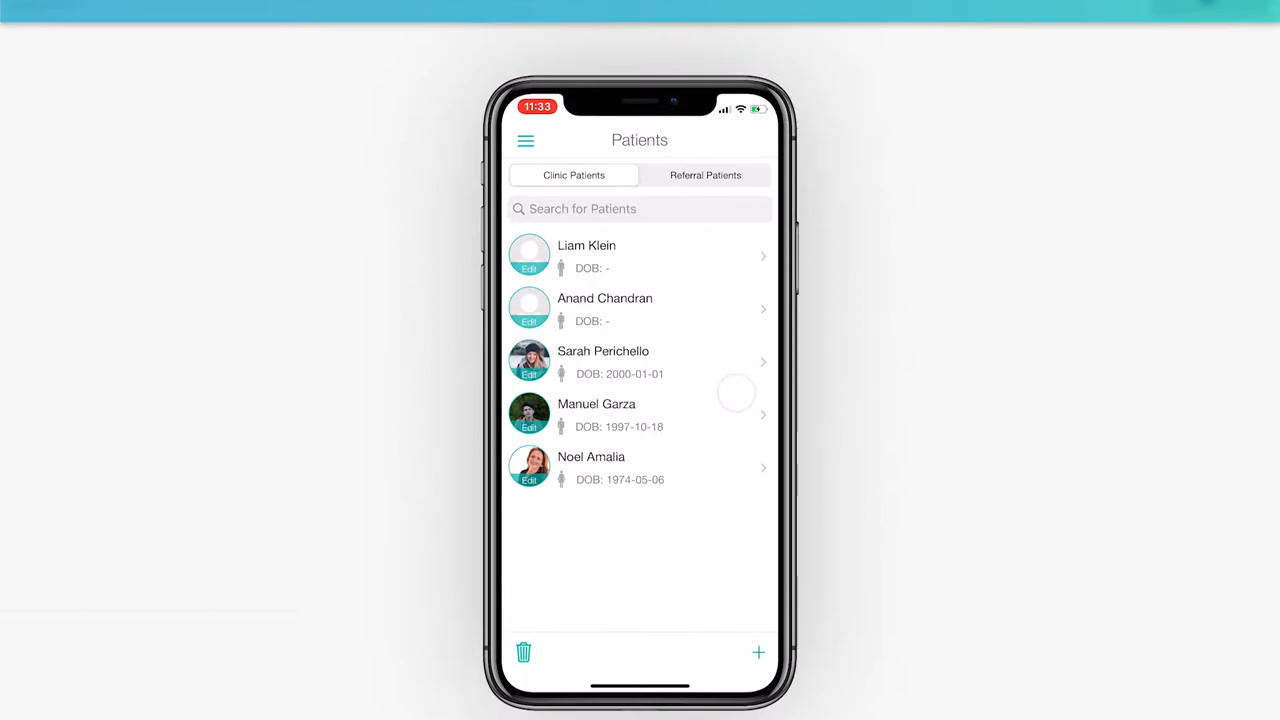 11:33
Patients
Clinic Patients
Referral Patients
Search for Patients
Liam Klein
Edit
DOB: -
Anand Chandran
Edit
DOB: -
Sarah Perichello
Edit
DOB: 2000-01-01
Manuel Garza
Edit
DOB: 1997-10-18
Noel Amalia
Edit
DOB: 1974-05-06